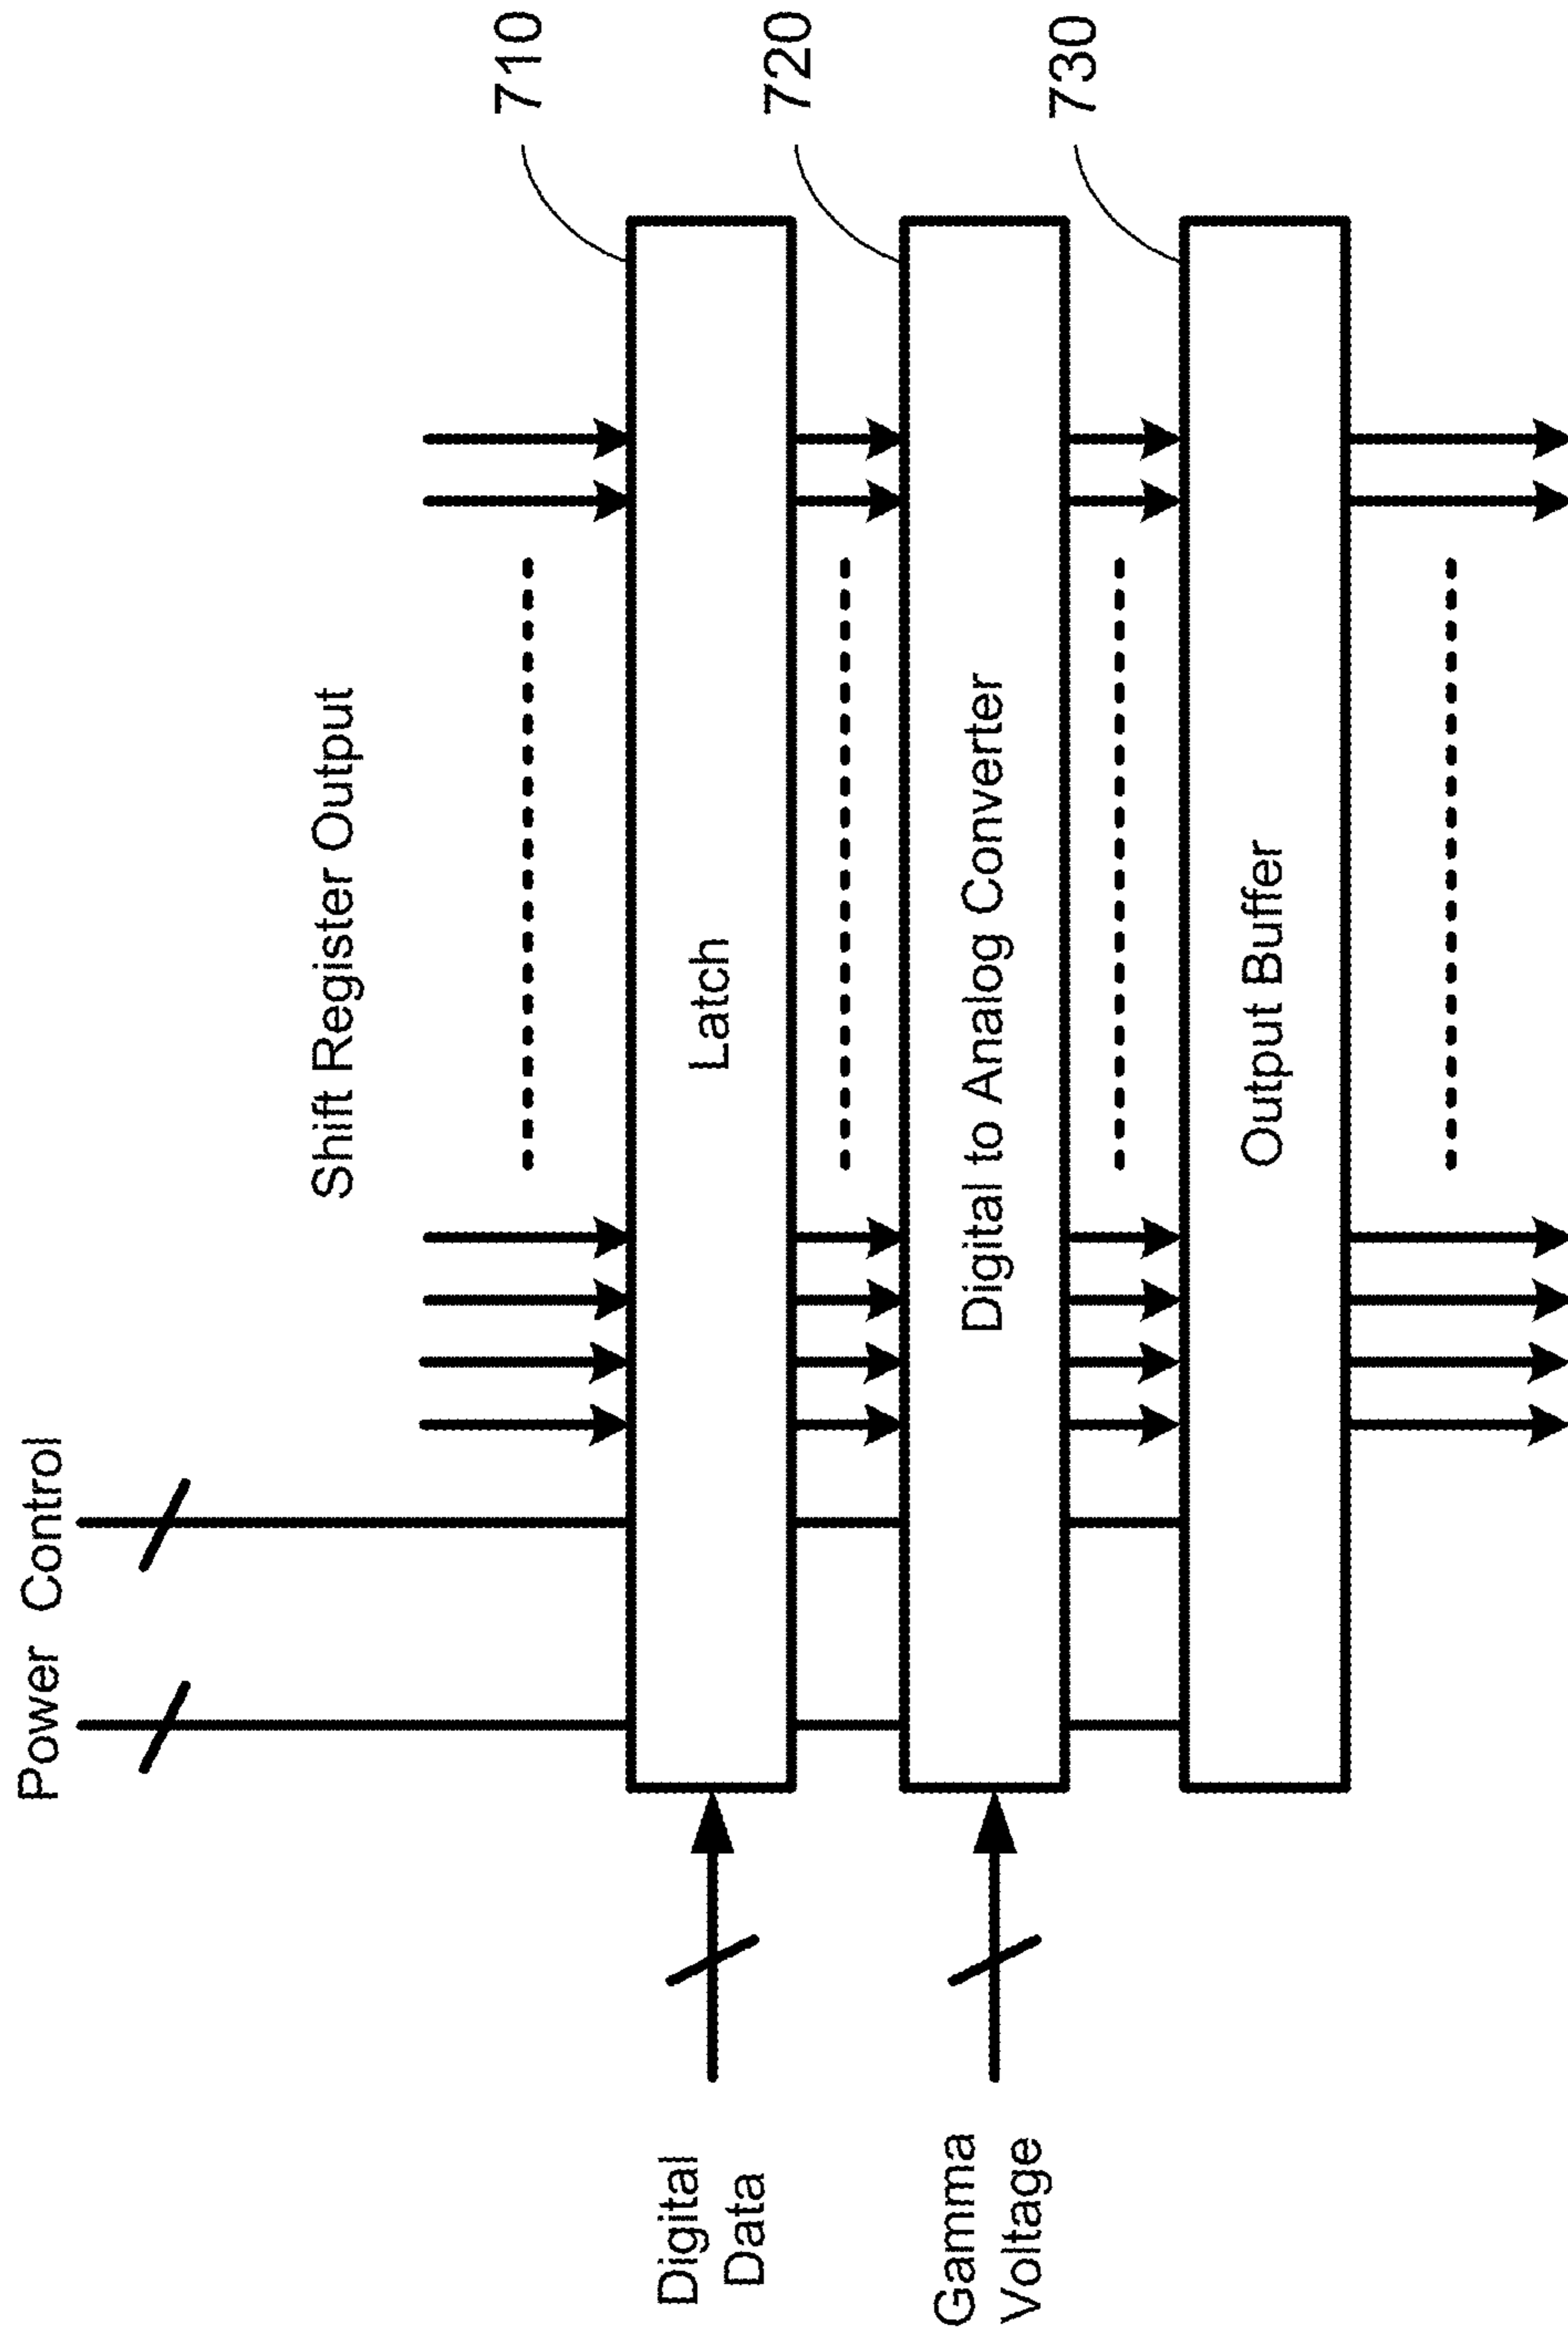 Power Control
Shift Register Output
710
Digital
Data
Latch
720
Gamma
Voltage
Digital to Analog Converter
730
Output Buffer